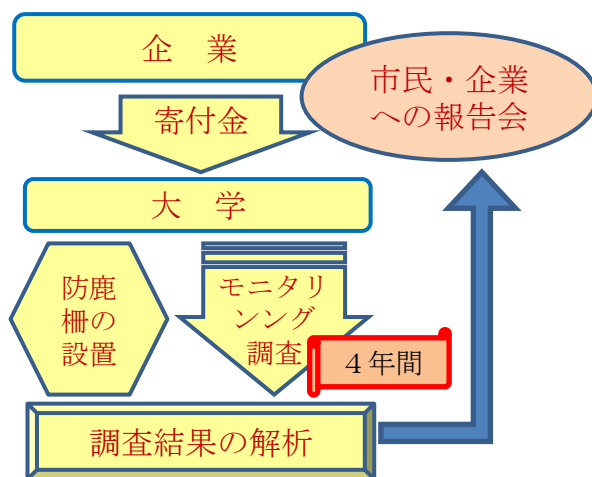 企　業
市民・企業
への報告会
寄付金
大　学
防鹿
柵の
設置
モニタリ
ンング
調査
４年間
調査結果の解析